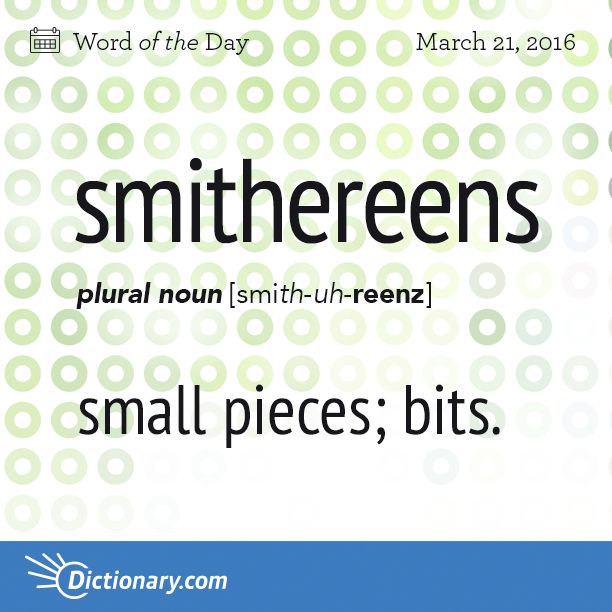 Word of the Day March 21, 2016
smithereens
plural noun [smith-uh-reenz]
small pieces; bits.
Dictionary.com